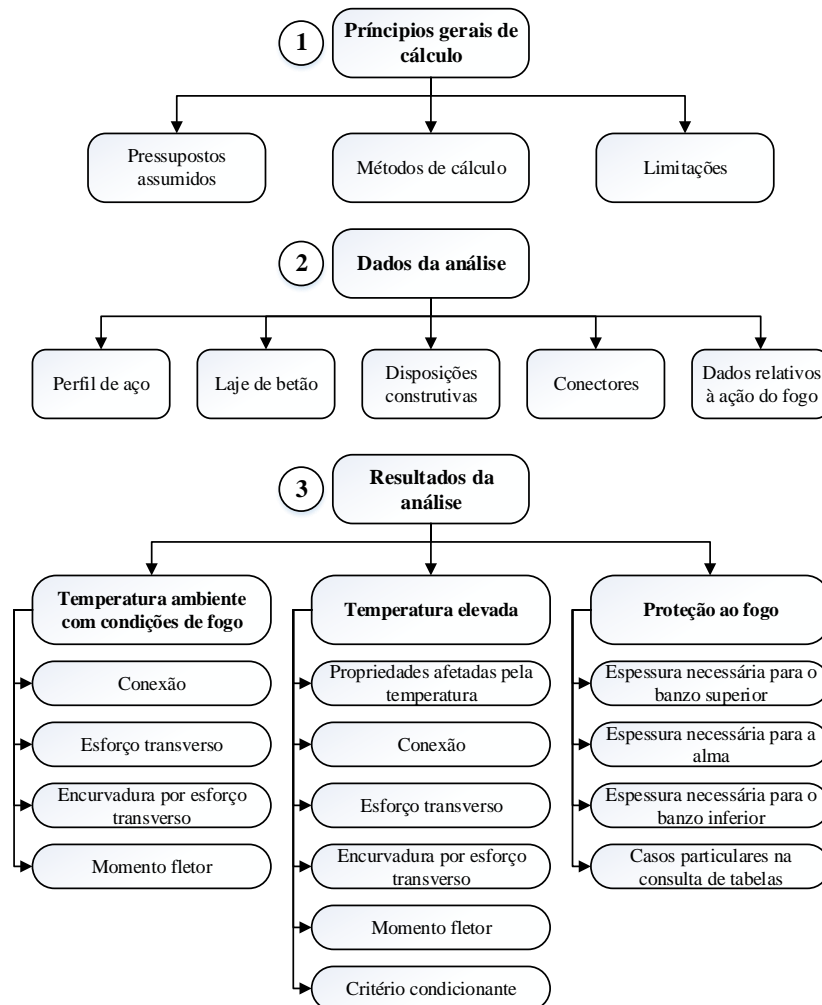 1
Príncipios gerais de
cálculo
Pressupostos
assumidos
Métodos de cálculo
Limitações
2
Dados da análise
Perfil de aço
Laje de betão
Disposições
construtivas
Conectores
Dados relativos
à ação do fogo
3
Resultados da
análise
Temperatura ambiente
com condições de fogo
Conexão
Esforço transverso
Encurvadura por esforço
transverso
Momento fletor
Temperatura elevada
Propriedades afetadas pela
temperatura
Conexão
Esforço transverso
Encurvadura por esforço
transverso
Momento fletor
Critério condicionante
Proteção ao fogo
Espessura necessária para o
banzo superior
Espessura necessária para a
alma
Espessura necessária para o
banzo inferior
Casos particulares na
consulta de tabelas